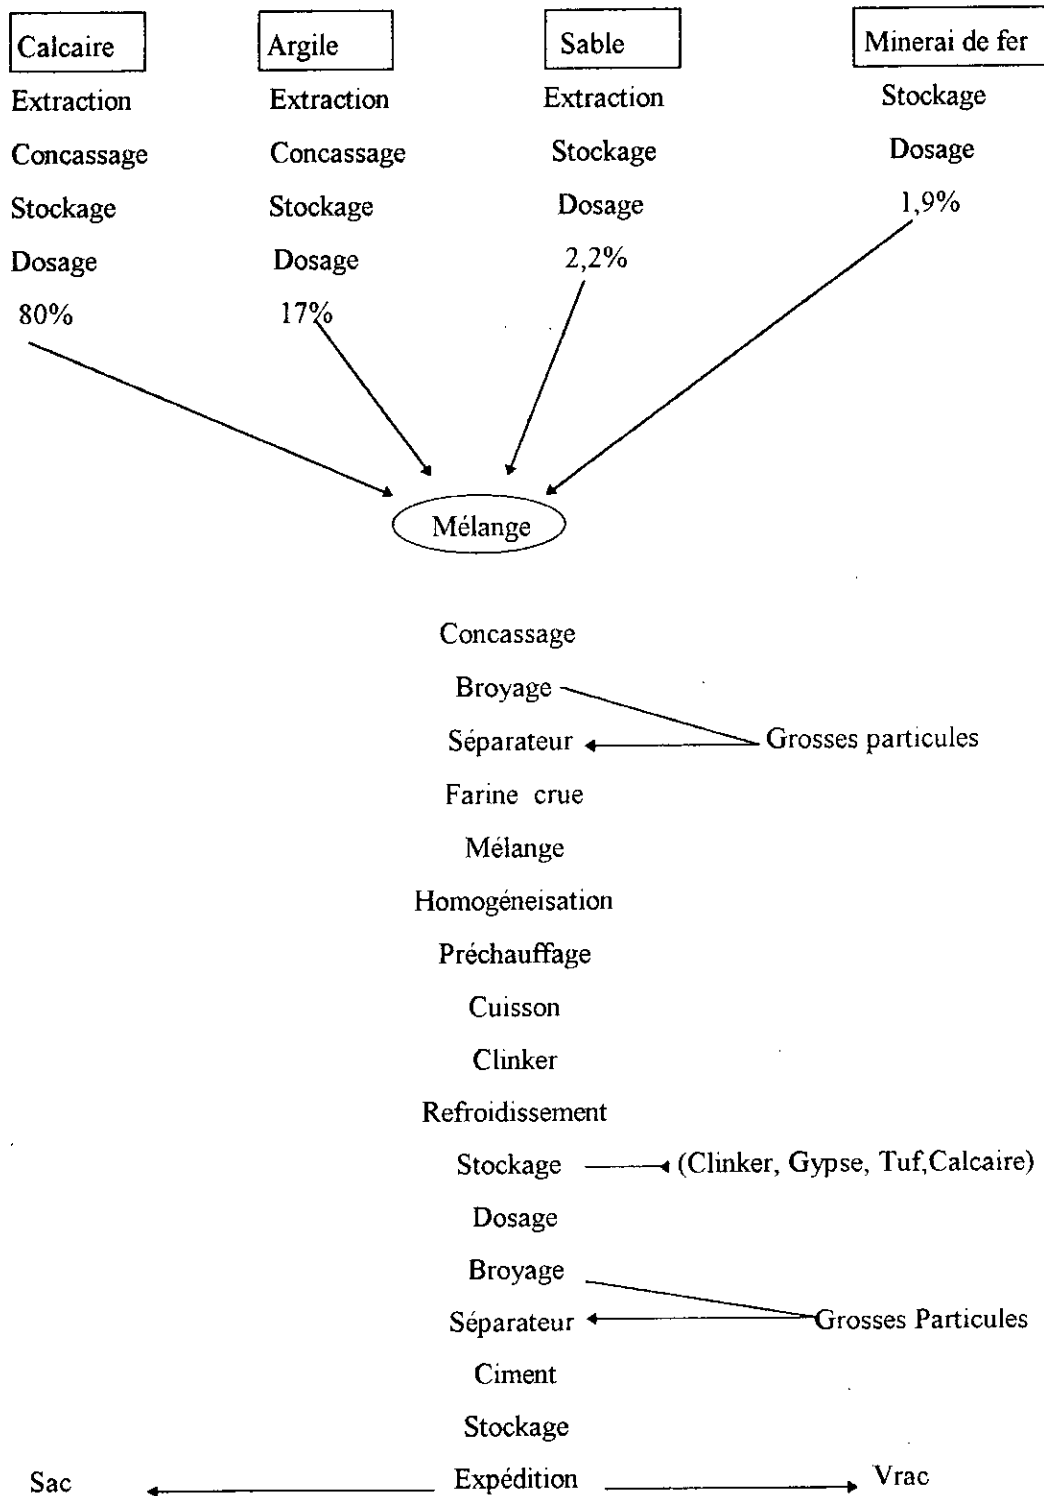 Calcaire Argile Sable Minerai de fer
Extraction Extraction Extraction Stockage
Concassage Concassage Stockage Dosage
Stockage Stockage Dosage 1,9%
Dosage Dosage 2,2%
80% 17%
Mélange
Concassage
Broyage
Séparateur Grosses particules
Farine crue
Mélange
Homogéneisation
Préchauffage
Cuisson
Clinker
Refroidissement
Stockage (Clinker, Gypse, Tuf,Calcaire)
Dosage
Broyage
Séparateur Grosses Particules
Ciment
Stockage
Sac Expédition Vrac